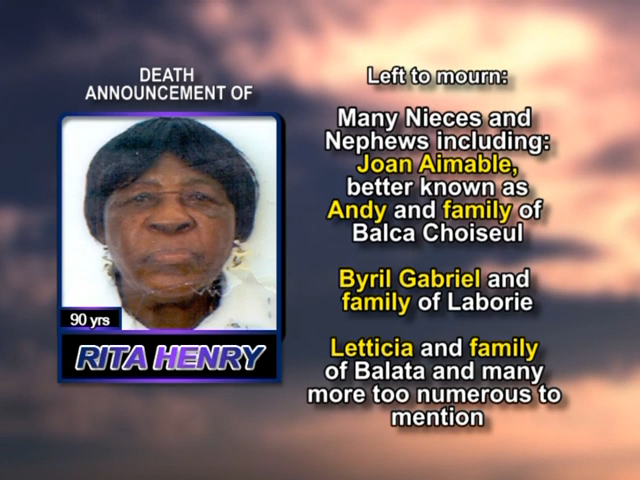 DEATH
ANNOUNCEMENT OF
90 yrs
RITA HENRY
Left to mourn:
Many Nieces and
Nephews including:
Joan Aimable,
better known as
Andy and family of
Balca Choiseul
Byril Gabriel and
family of Laborie
Letticia and family
of Balata and many
more too numerous to
mention